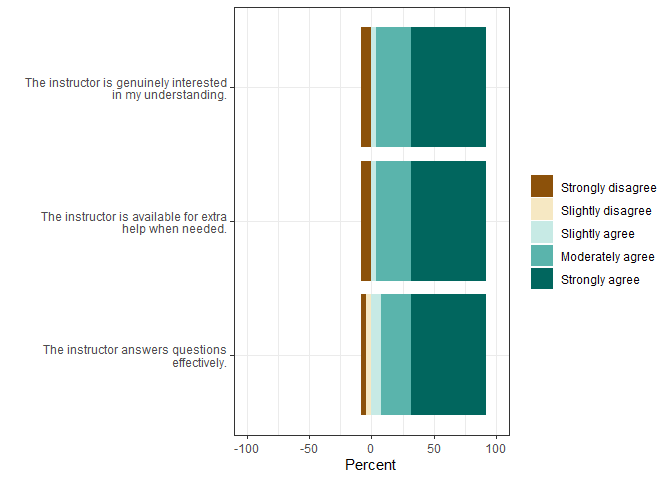 The instructor is genuinely interested
in my understanding.
The instructor is available for extra
help when needed.
The instructor answers questions
effectively.
-100
-50
0
50
100
Percent
Strongly disagree
Slightly disagree
Slightly agree
Moderately agree
Strongly agree